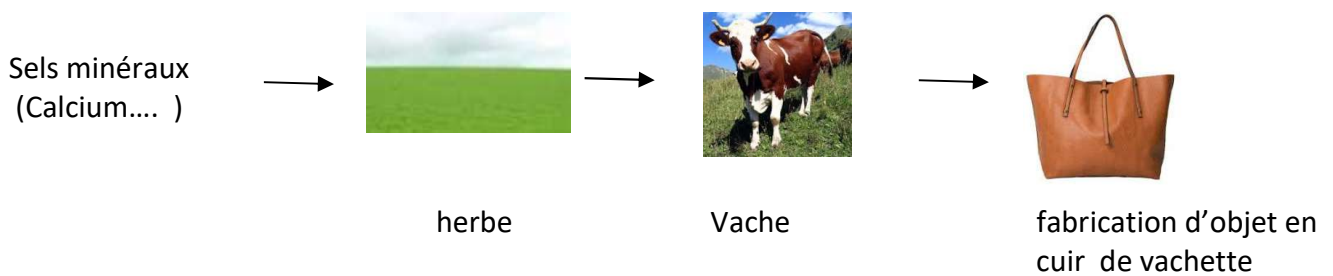 Sels minéraux
(Calcium…. )
herbe
Vache
fabrication d’objet en
cuir de vachette